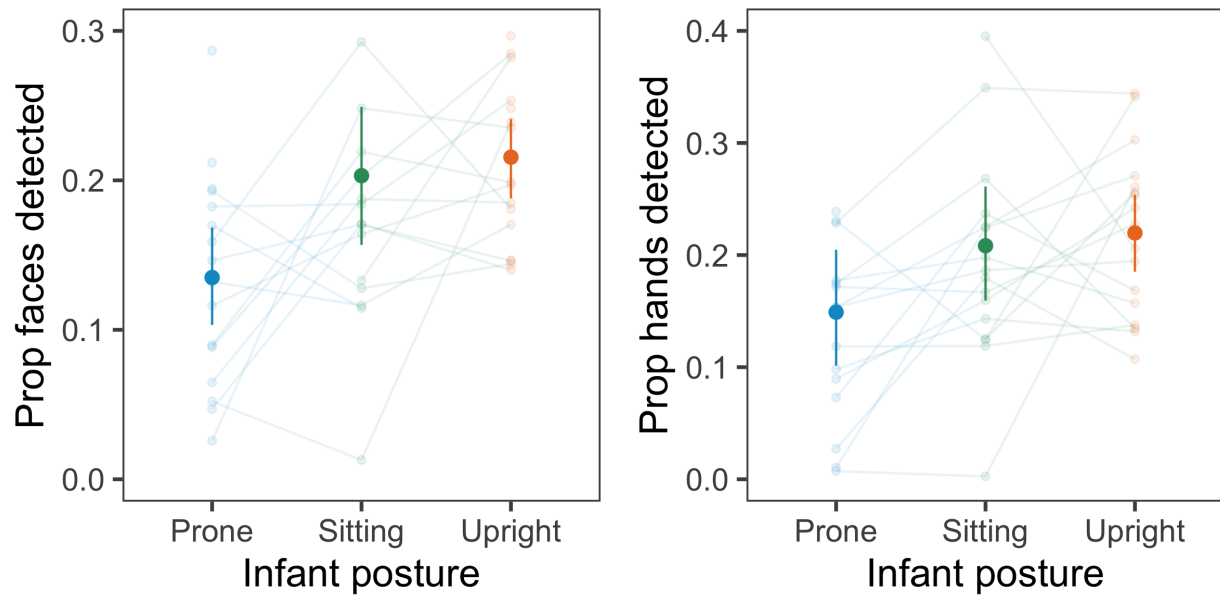 Prop faces detected
0.3
0.2
0.1
0.0
Prone Sitting Upright
Infant posture
Prop hands detected
0.4
0.3
0.2
0.1
0.0
Prone Sitting Upright
Infant posture